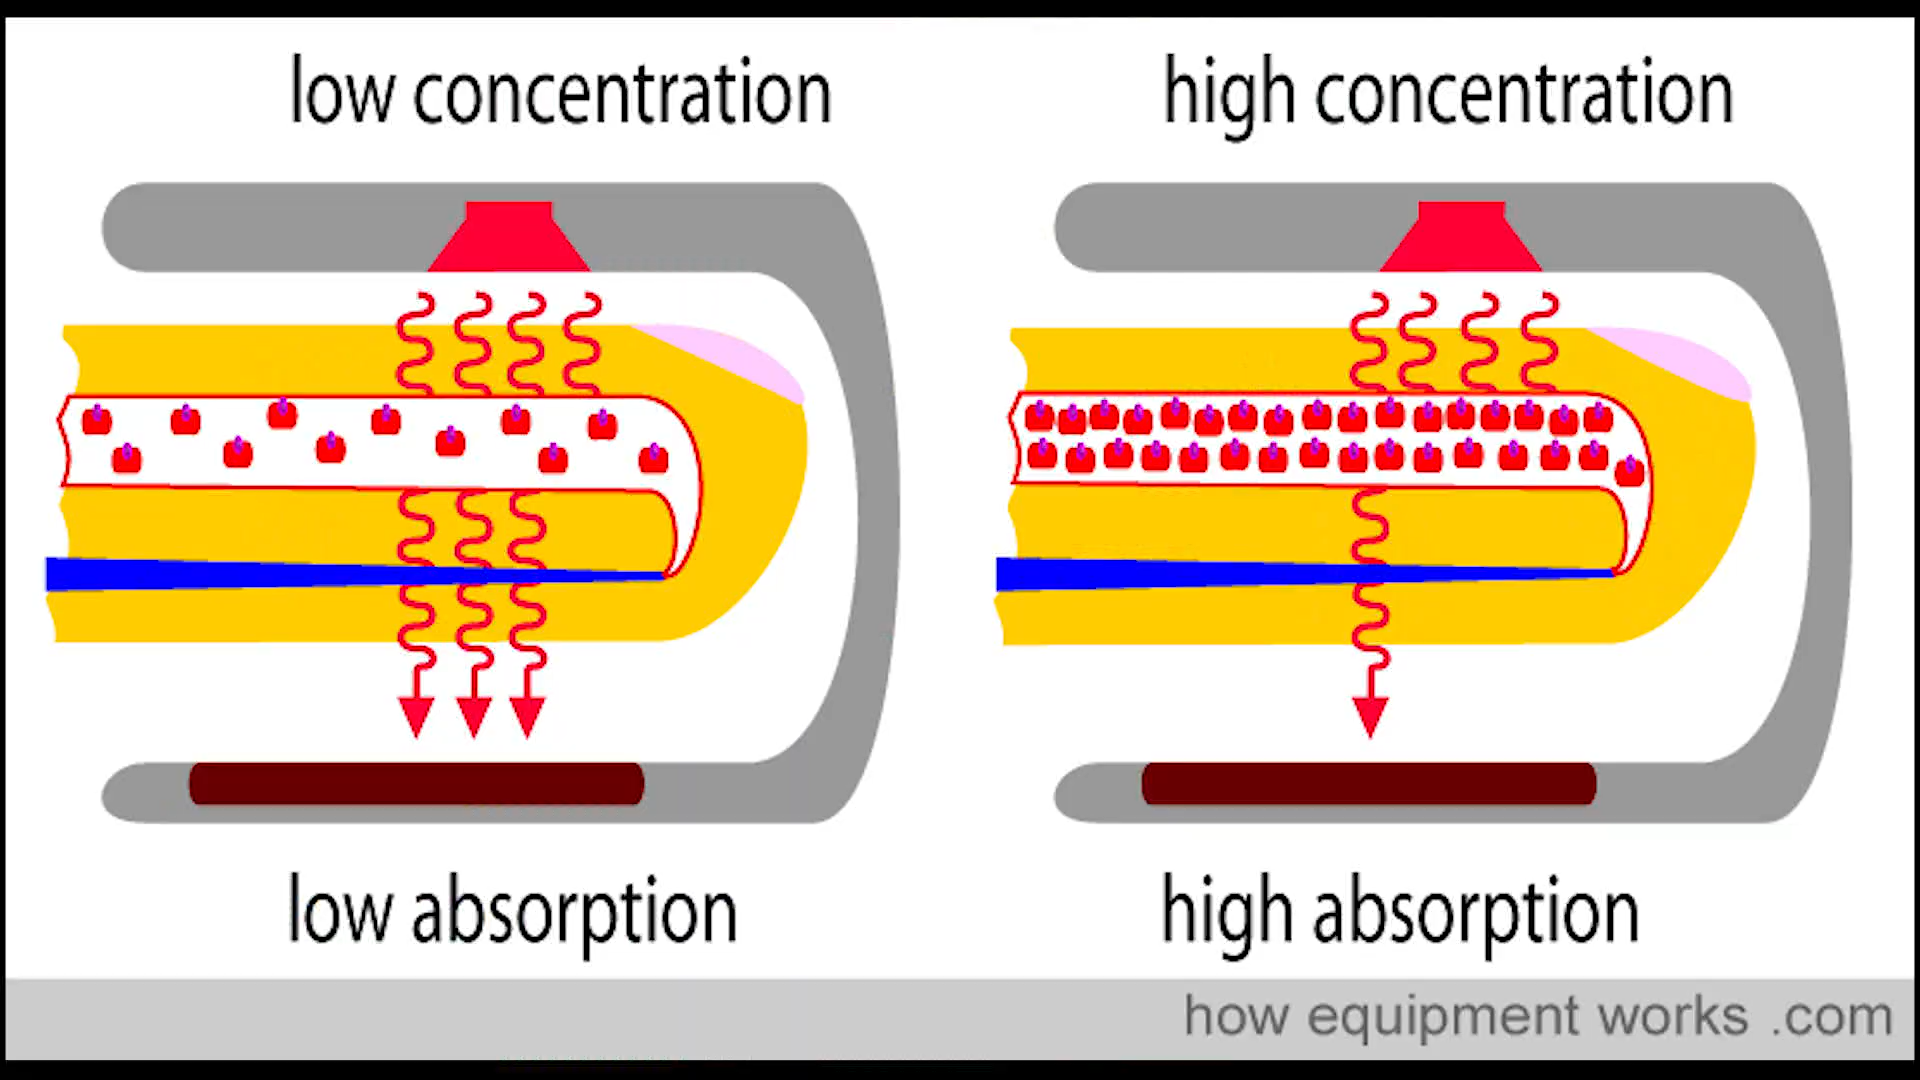 low concentration
high concentration
low absorption
high absorption
how equipment works .com